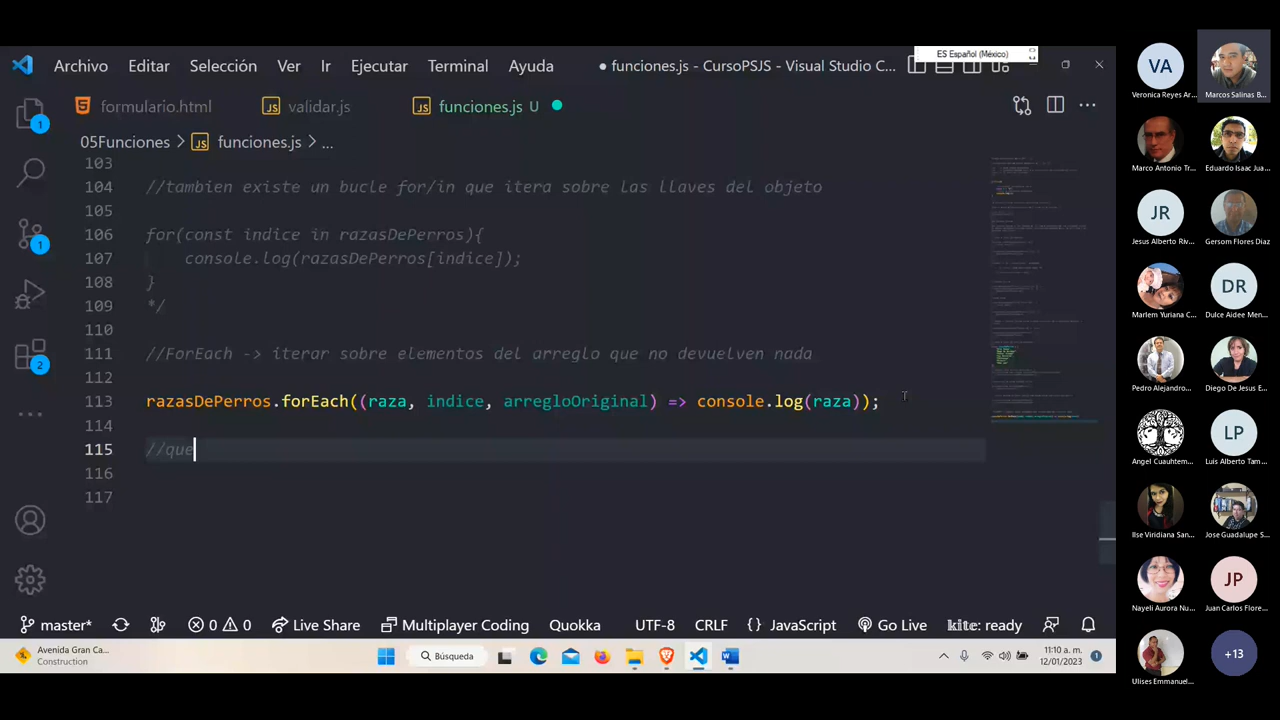 ES Español (México)
Archivo Editar Selección Ver Ir Ejecutar Terminal Ayuda
● funciones.js - CursoPSJS - Visual Studio C...
formulario.html
JS validar.js
JS funciones.js U
05Funciones > JS funciones.js > ...
103
104 //tambien existe un bucle for/in que itera sobre las llaves del objeto
105
106 for(const indice in razasDePerros){
107 console.log(razasDePerros[indice]);
108 }
109 */
110
111 //ForEach -> iterar sobre elementos del arreglo que no devuelven nada
112
113 razasDePerros.forEach((raza, indice, arregloOriginal) => console.log(raza));
114
115 //que
116
117
1
1
2
master* 0 0 Live Share Multiplayer Coding Quokka UTF-8 CRLF {} JavaScript Go Live kite: ready
Avenida Gran Ca...
Construction
Búsqueda
11:10 a. m.
12/01/2023
1
VA
Veronica Reyes Ar...
Marcos Salinas B...
Marco Antonio Tr...
Eduardo Isaac Jua...
JR
Jesus Alberto Riv...
Gersom Flores Diaz
Marlem Yuriana C...
DR
Dulce Aidee Men...
Pedro Alejandro...
Diego De Jesus E...
Angel Cuauhtem...
LP
Luis Alberto Tam...
Ilse Viridiana San...
Jose Guadalupe S...
Nayeli Aurora Nu...
JP
Juan Carlos Flore...
Ulises Emmanuel...
+13